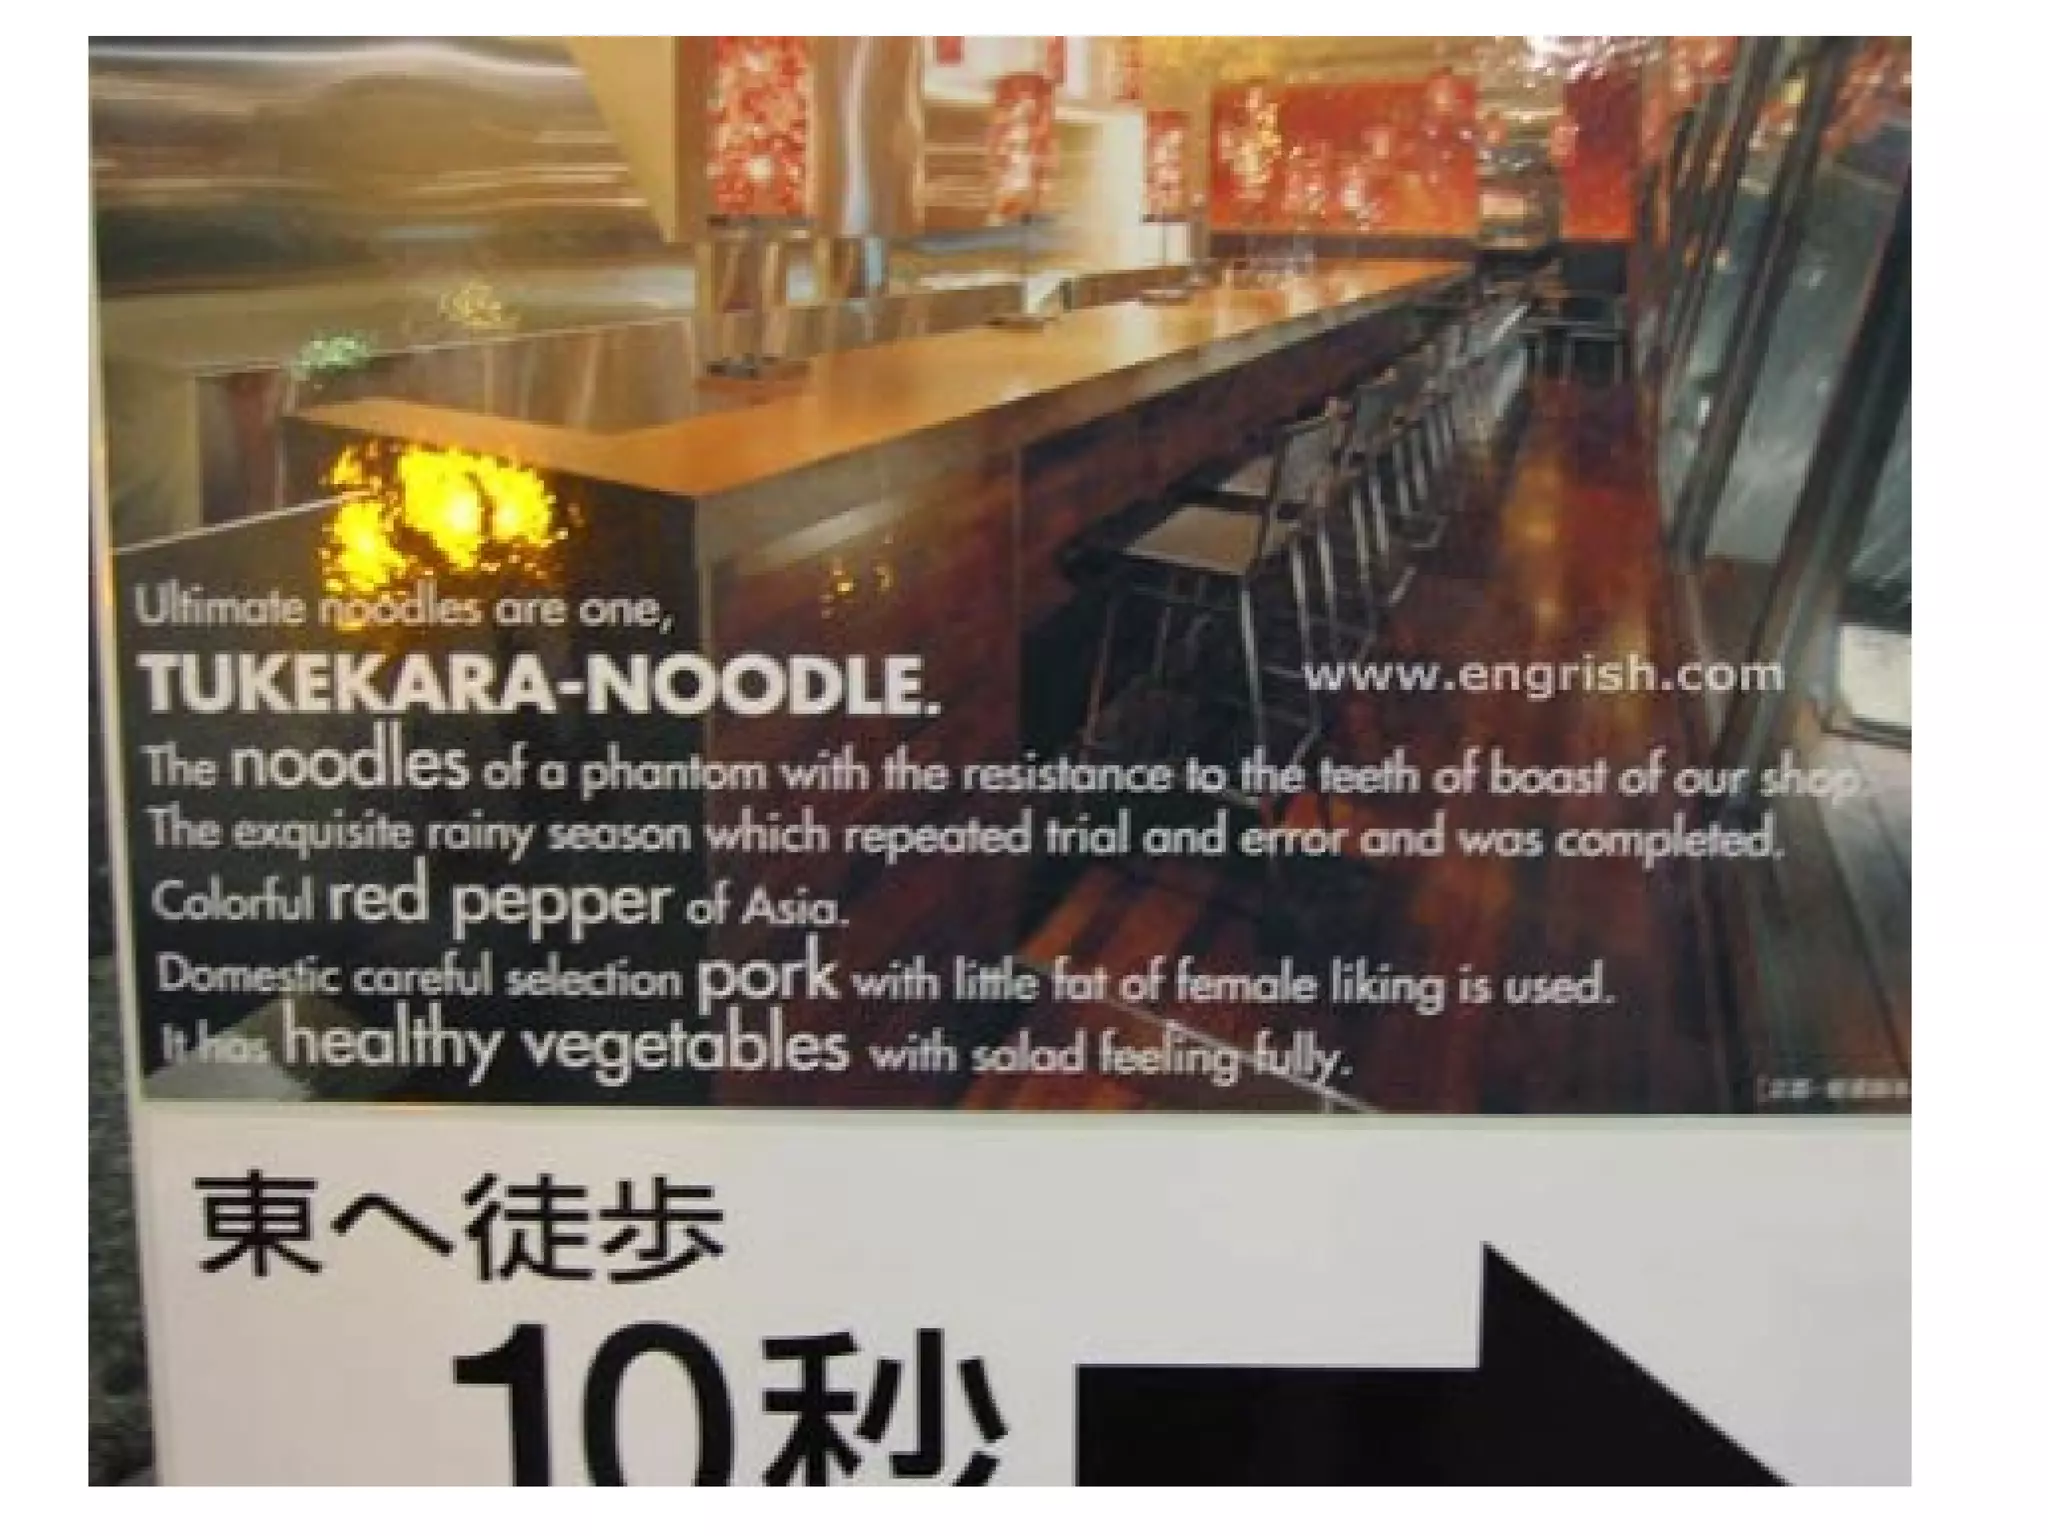 Ultimate noodles are one,
TUKEKARA-NOODLE.
www.engrish.com
The noodles of a phantom with the resistance to the teeth of boast of our shop.
The exquisite rainy season which repeated trial and error and was completed.
Colorful red pepper of Asia.
Domestic careful selection pork with little fat of female liking is used.
It has healthy vegetables with salad feeling fully.
東へ徒歩
10秒